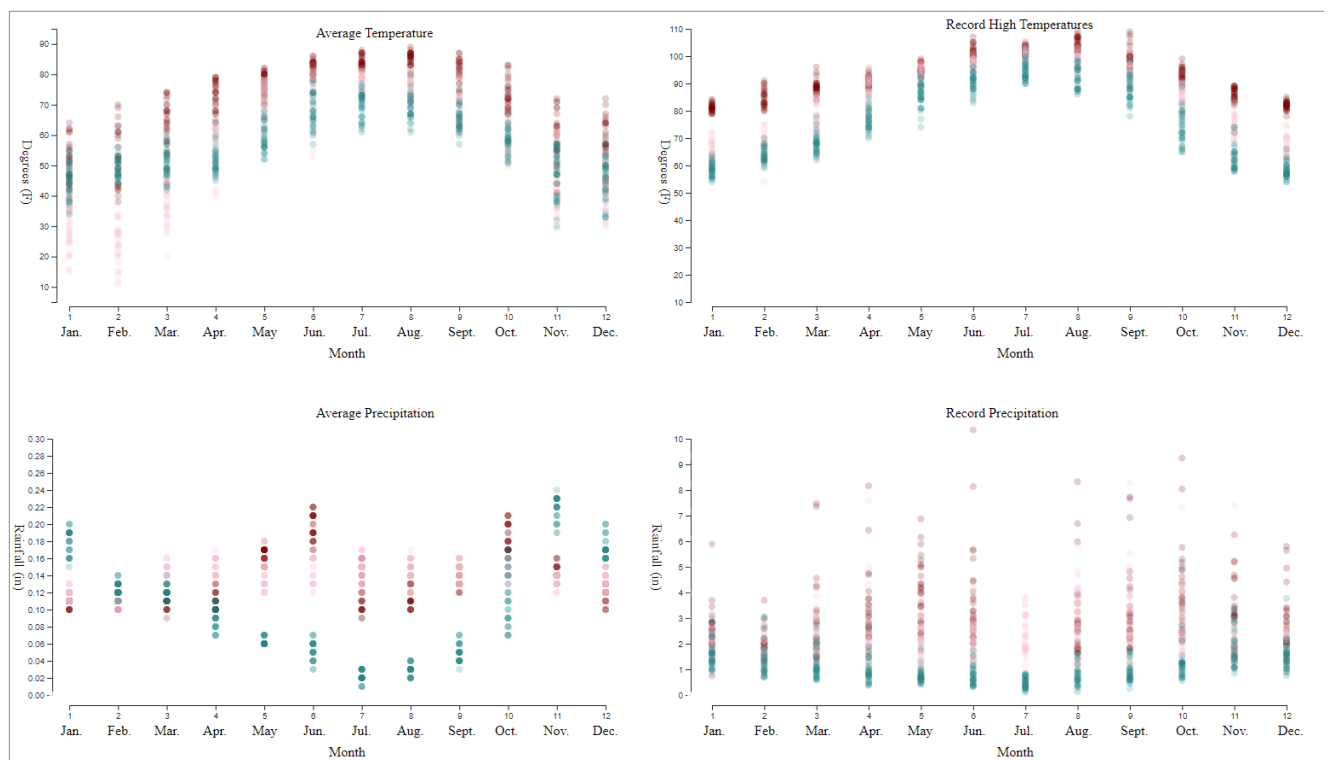 Average Temperature
90
80
70
60
50
40
30
20
10
Degrees (F)
1 2 3 4 5 6 7 8 9 10 11 12
Jan. Feb. Mar. Apr. May Jun. Jul. Aug. Sept. Oct. Nov. Dec.
Month
Record High Temperatures
110
100
90
80
70
60
50
40
30
20
10
Degrees (F)
1 2 3 4 5 6 7 8 9 10 11 12
Jan. Feb. Mar. Apr. May Jun. Jul. Aug. Sept. Oct. Nov. Dec.
Month
Average Precipitation
0.30
0.28
0.26
0.24
0.22
0.20
0.18
0.16
0.14
0.12
0.10
0.08
0.06
0.04
0.02
0.00
Rainfall (in)
1 2 3 4 5 6 7 8 9 10 11 12
Jan. Feb. Mar. Apr. May Jun. Jul. Aug. Sept. Oct. Nov. Dec.
Month
Record Precipitation
10
9
8
7
6
5
4
3
2
1
0
Rainfall (in)
1 2 3 4 5 6 7 8 9 10 11 12
Jan. Feb. Mar. Apr. May Jun. Jul. Aug. Sept. Oct. Nov. Dec.
Month